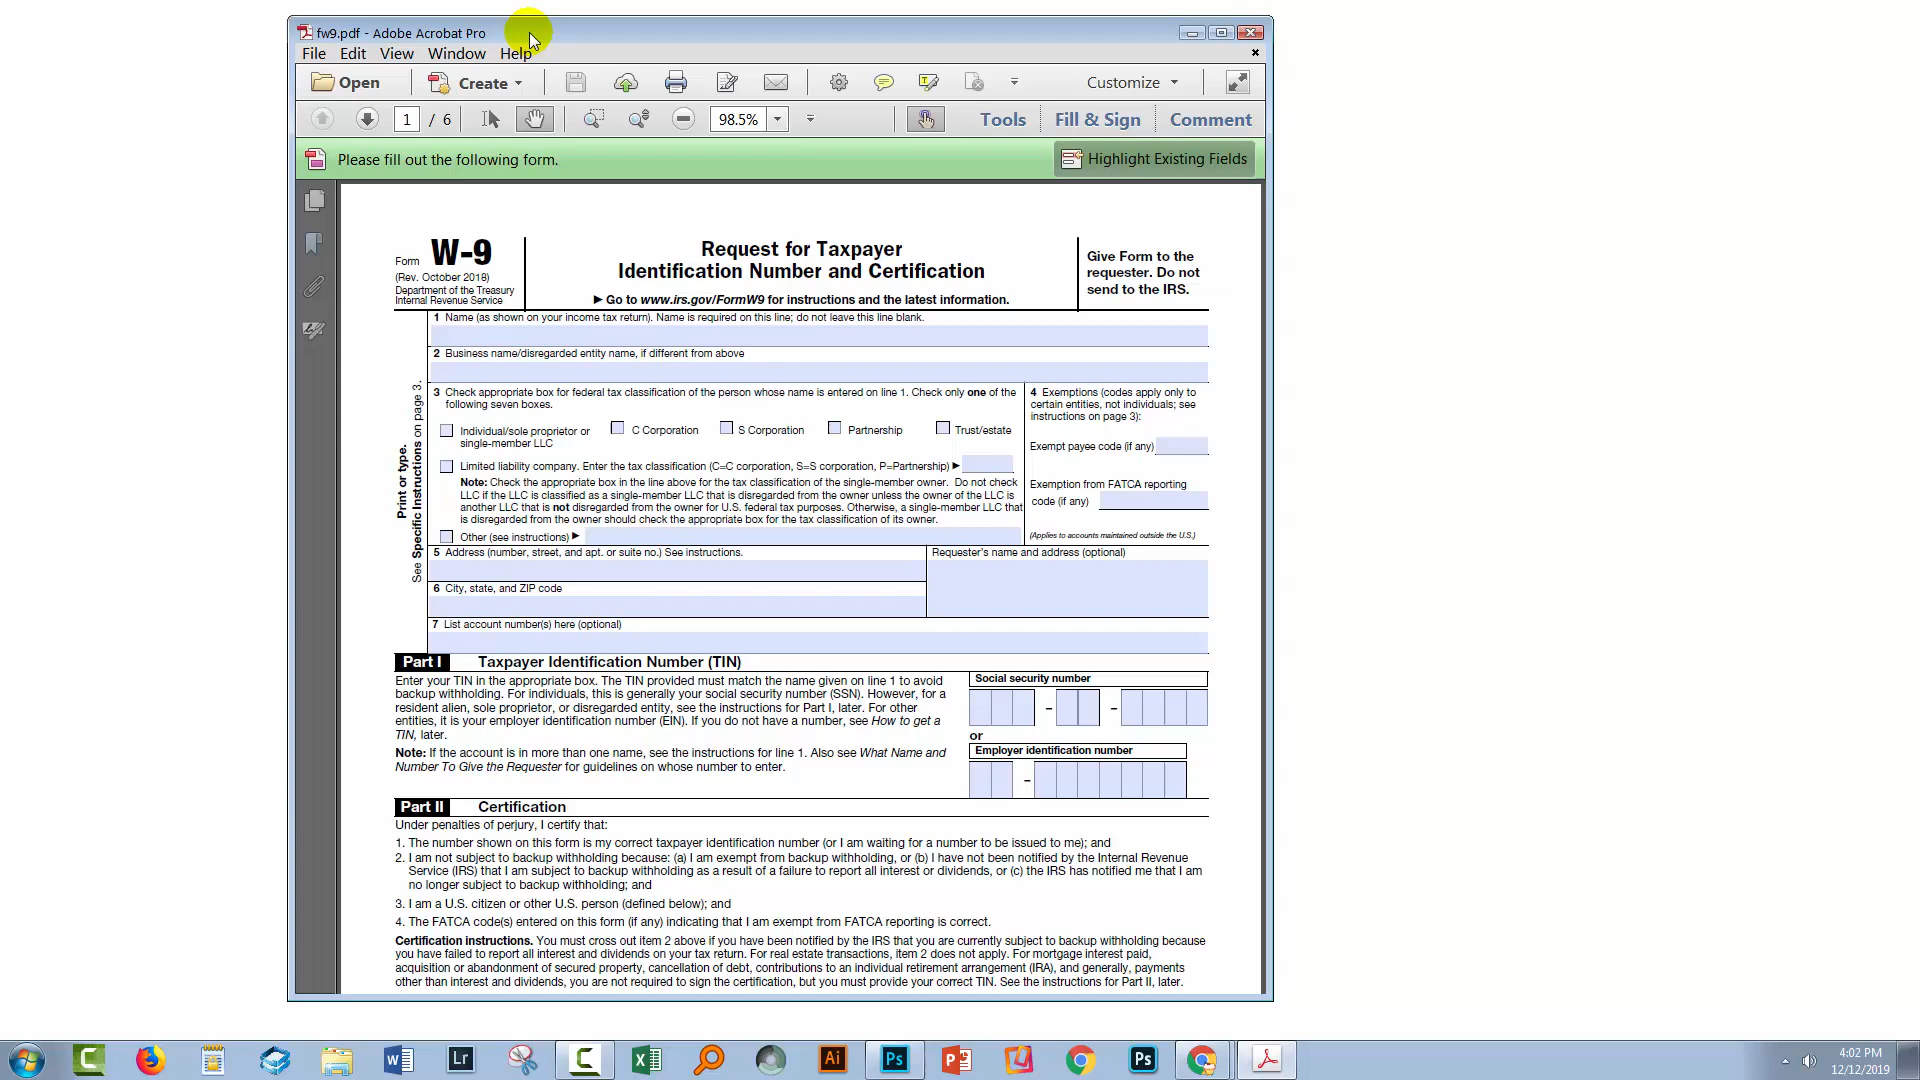 fw9.pdf - Adobe Acrobat Pro
File Edit View Window Help
Open Create Customize
1 / 6 98.5% Tools Fill & Sign Comment
Please fill out the following form. Highlight Existing Fields
Form W-9
(Rev. October 2018)
Department of the Treasury
Internal Revenue Service
Request for Taxpayer
Identification Number and Certification
▶ Go to www.irs.gov/FormW9 for instructions and the latest information.
Give Form to the
requester. Do not
send to the IRS.
Print or type.
See Specific Instructions on page 3.
1 Name (as shown on your income tax return). Name is required on this line; do not leave this line blank.
2 Business name/disregarded entity name, if different from above
3 Check appropriate box for federal tax classification of the person whose name is entered on line 1. Check only one of the
following seven boxes.
Individual/sole proprietor or
single-member LLC
C Corporation
S Corporation
Partnership
Trust/estate
Limited liability company. Enter the tax classification (C=C corporation, S=S corporation, P=Partnership) ▶
Note: Check the appropriate box in the line above for the tax classification of the single-member owner. Do not check
LLC if the LLC is classified as a single-member LLC that is disregarded from the owner unless the owner of the LLC is
another LLC that is not disregarded from the owner for U.S. federal tax purposes. Otherwise, a single-member LLC that
is disregarded from the owner should check the appropriate box for the tax classification of its owner.
Other (see instructions) ▶
4 Exemptions (codes apply only to
certain entities, not individuals; see
instructions on page 3):
Exempt payee code (if any)
Exemption from FATCA reporting
code (if any)
(Applies to accounts maintained outside the U.S.)
5 Address (number, street, and apt. or suite no.) See instructions.
Requester's name and address (optional)
6 City, state, and ZIP code
7 List account number(s) here (optional)
Part I Taxpayer Identification Number (TIN)
Enter your TIN in the appropriate box. The TIN provided must match the name given on line 1 to avoid
backup withholding. For individuals, this is generally your social security number (SSN). However, for a
resident alien, sole proprietor, or disregarded entity, see the instructions for Part I, later. For other
entities, it is your employer identification number (EIN). If you do not have a number, see How to get a
TIN, later.
Note: If the account is in more than one name, see the instructions for line 1. Also see What Name and
Number To Give the Requester for guidelines on whose number to enter.
Social security number
– –
or
Employer identification number
–
Part II Certification
Under penalties of perjury, I certify that:
1. The number shown on this form is my correct taxpayer identification number (or I am waiting for a number to be issued to me); and
2. I am not subject to backup withholding because: (a) I am exempt from backup withholding, or (b) I have not been notified by the Internal Revenue
Service (IRS) that I am subject to backup withholding as a result of a failure to report all interest or dividends, or (c) the IRS has notified me that I am
no longer subject to backup withholding; and
3. I am a U.S. citizen or other U.S. person (defined below); and
4. The FATCA code(s) entered on this form (if any) indicating that I am exempt from FATCA reporting is correct.
Certification instructions. You must cross out item 2 above if you have been notified by the IRS that you are currently subject to backup withholding because
you have failed to report all interest and dividends on your tax return. For real estate transactions, item 2 does not apply. For mortgage interest paid,
acquisition or abandonment of secured property, cancellation of debt, contributions to an individual retirement arrangement (IRA), and generally, payments
other than interest and dividends, you are not required to sign the certification, but you must provide your correct TIN. See the instructions for Part II, later.
Lr Ai Ps Ps
4:02 PM
12/12/2019